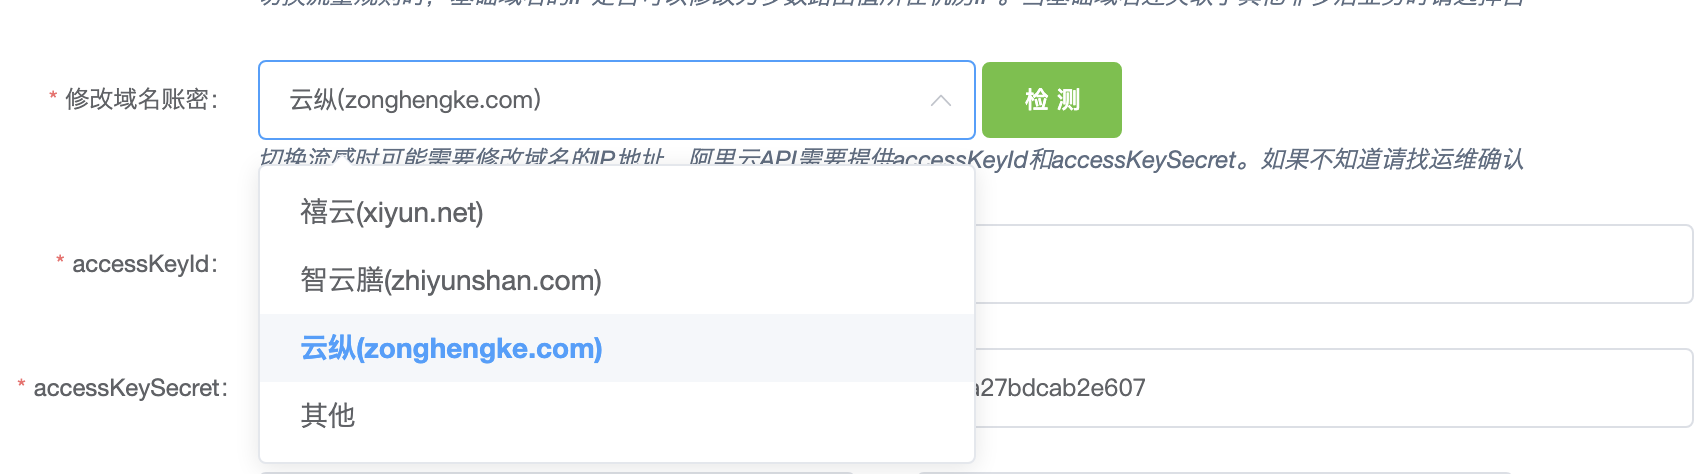 * 修改域名账密：
云纵(zonghengke.com)
检 测
切换流量时可能需要修改域名的IP地址，阿里云API需要提供accessKeyId和accessKeySecret。如果不知道请找运维确认
禧云(xiyun.net)
* accessKeyId：
智云膳(zhiyunshan.com)
云纵(zonghengke.com)
* accessKeySecret：
a27bdcab2e607
其他